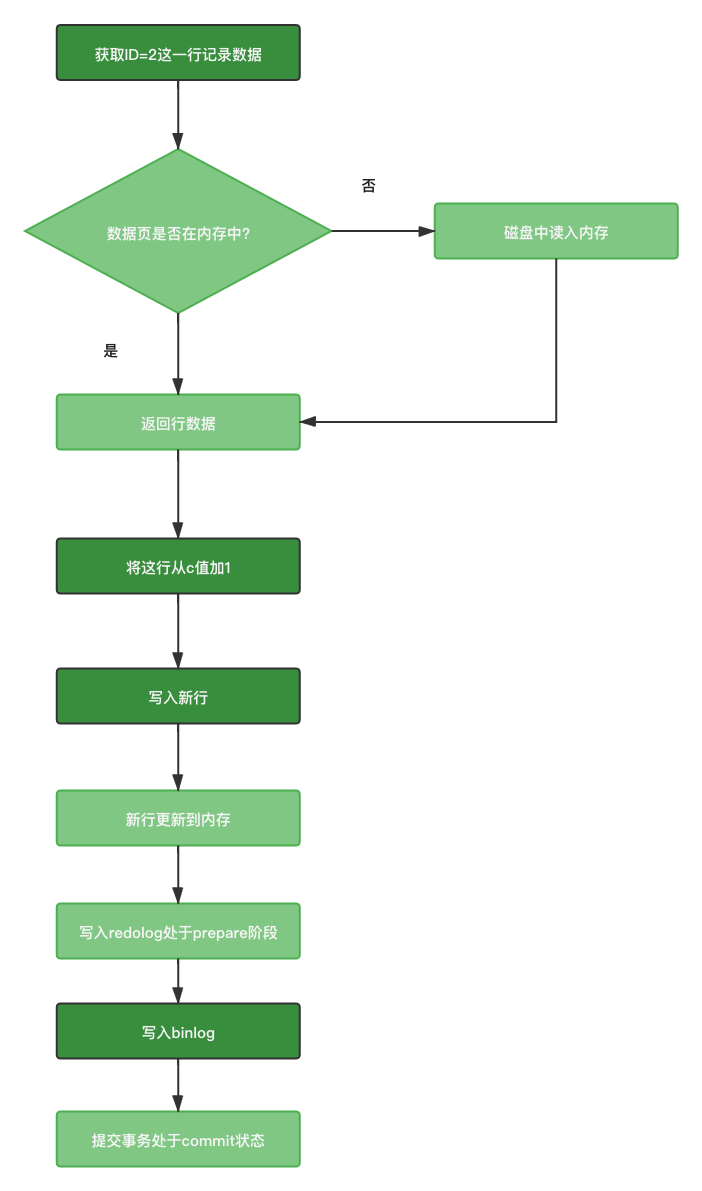 获取ID=2这一行记录数据
数据页是否在内存中?
否
磁盘中读入内存
是
返回行数据
将这行从c值加1
写入新行
新行更新到内存
写入redolog处于prepare阶段
写入binlog
提交事务处于commit状态